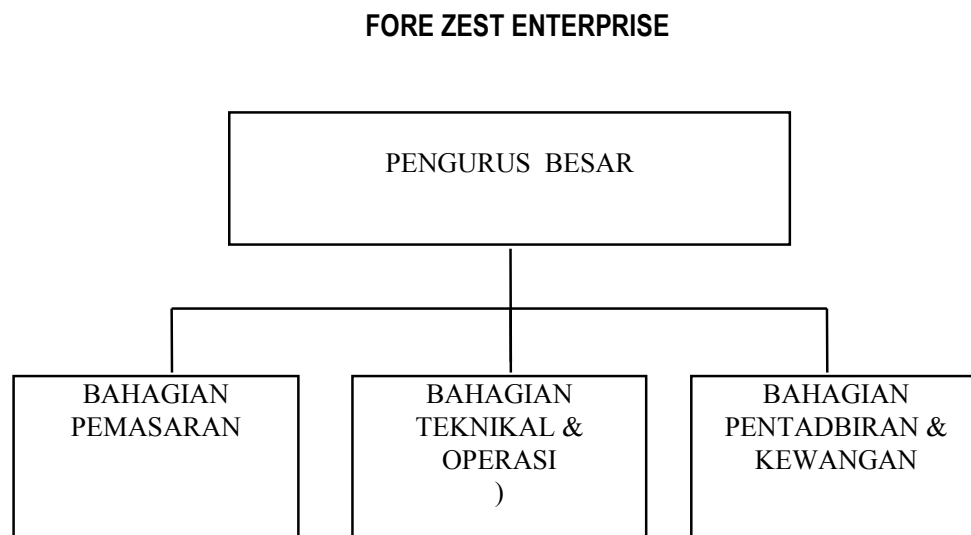 FORE ZEST ENTERPRISE
PENGURUS BESAR
BAHAGIAN
PEMASARAN
BAHAGIAN
TEKNIKAL &
OPERASI
)
BAHAGIAN
PENTADBIRAN &
KEWANGAN